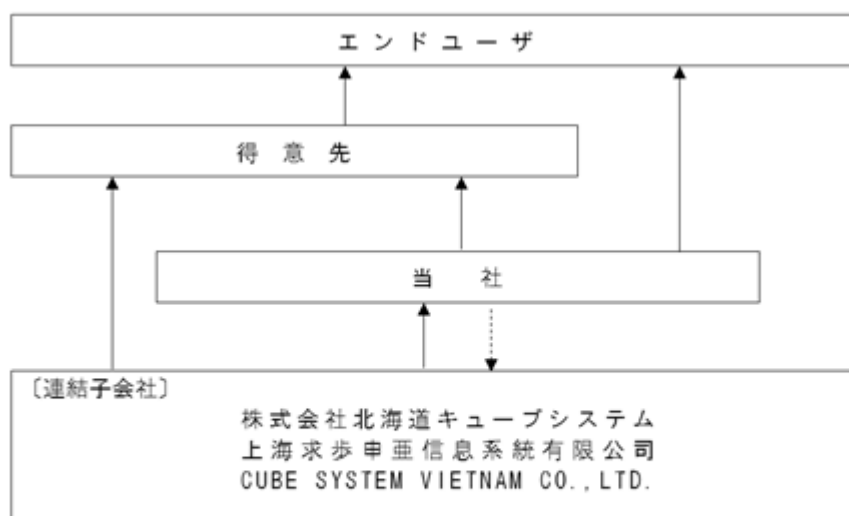 エンドユーザ
得意先
当社
〔連結子会社〕
株式会社北海道キューブシステム
上海求歩申亜信息系統有限公司
CUBE SYSTEM VIETNAM CO.,LTD.